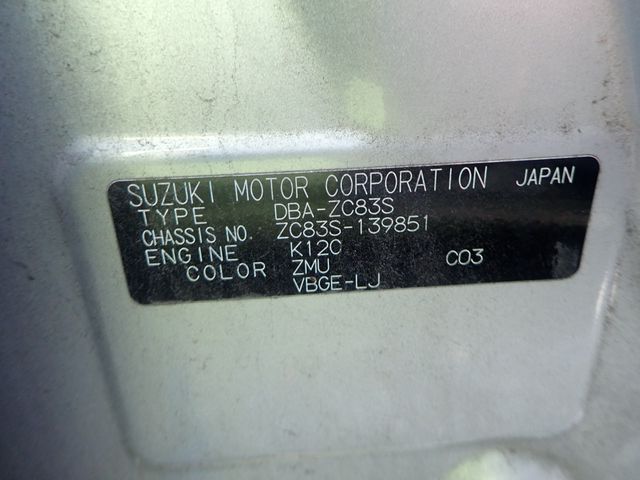 SUZUKI MOTOR CORPORATION JAPAN
TYPE DBA-ZC83S
CHASSIS NO. ZC83S-139851
ENGINE K12C
COLOR ZMU C03
VBGE-LJ